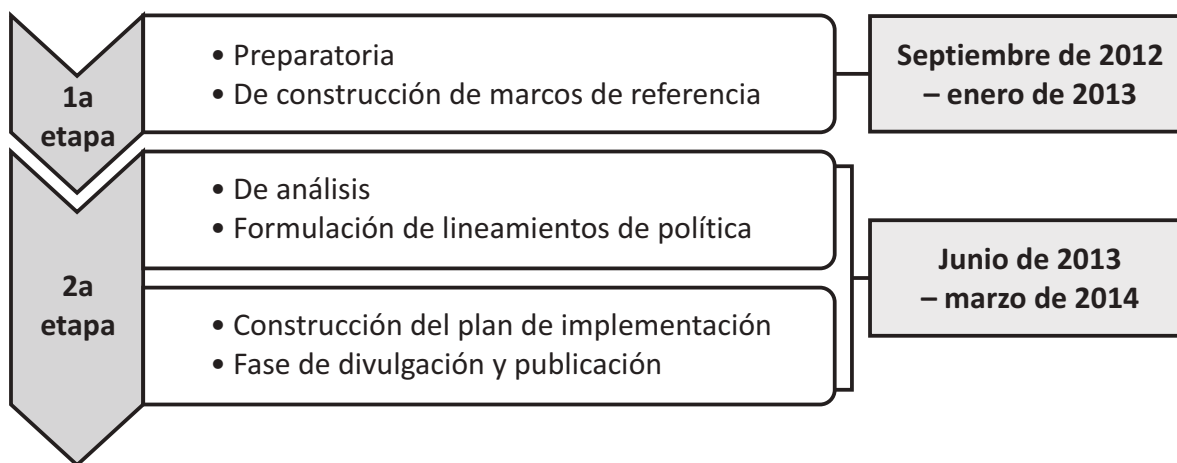 1a
etapa
• Preparatoria
• De construcción de marcos de referencia
Septiembre de 2012
– enero de 2013
2a
etapa
• De análisis
• Formulación de lineamientos de política
• Construcción del plan de implementación
• Fase de divulgación y publicación
Junio de 2013
– marzo de 2014